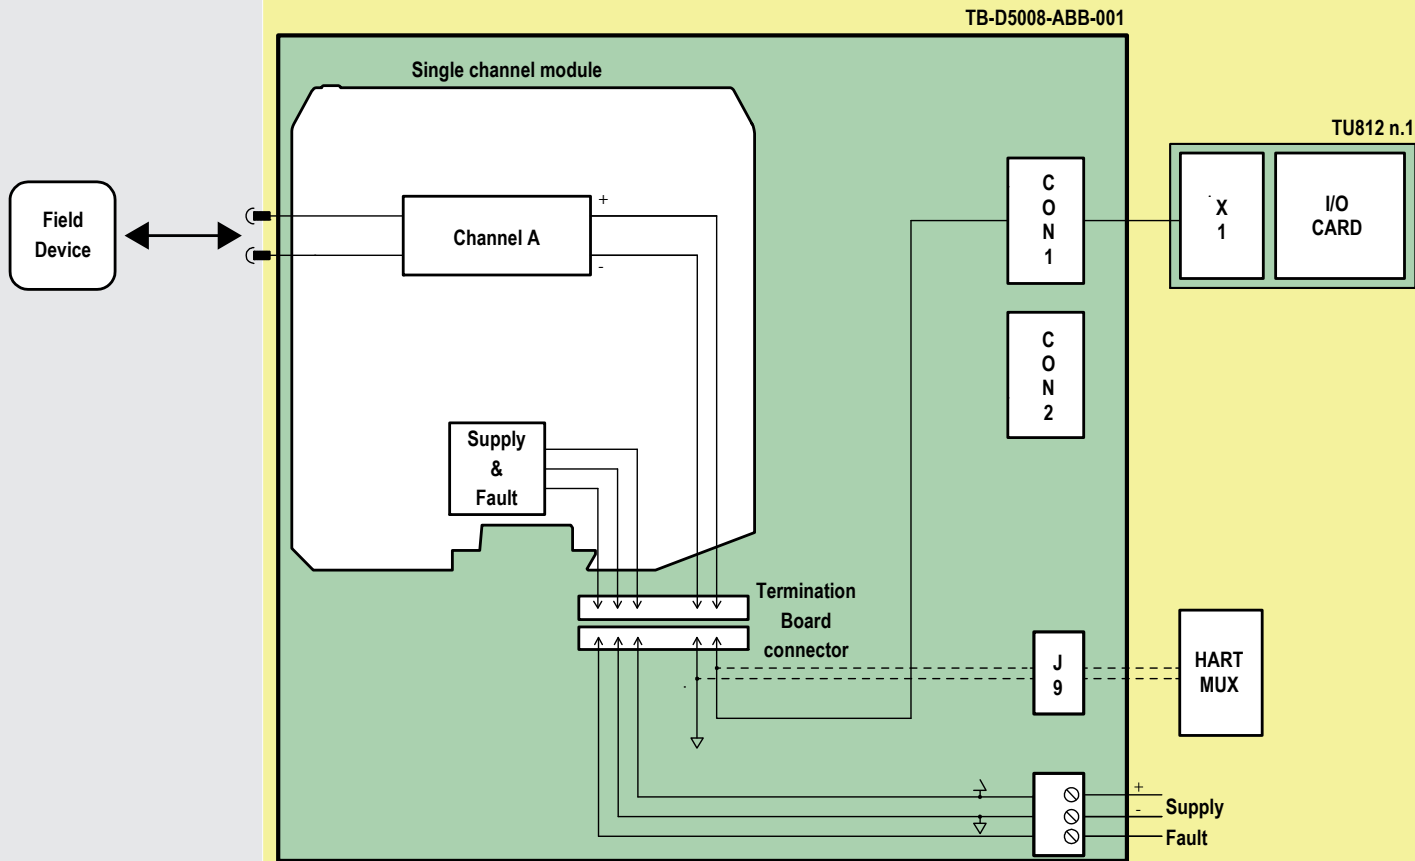 TB-D5008-ABB-001
Single channel module
TU812 n.1
Field
Device
Channel A
+
-
C
O
N
1
X
1
I/O
CARD
C
O
N
2
Supply
&
Fault
Termination
Board
connector
J
9
HART
MUX
+
-
Supply
Fault